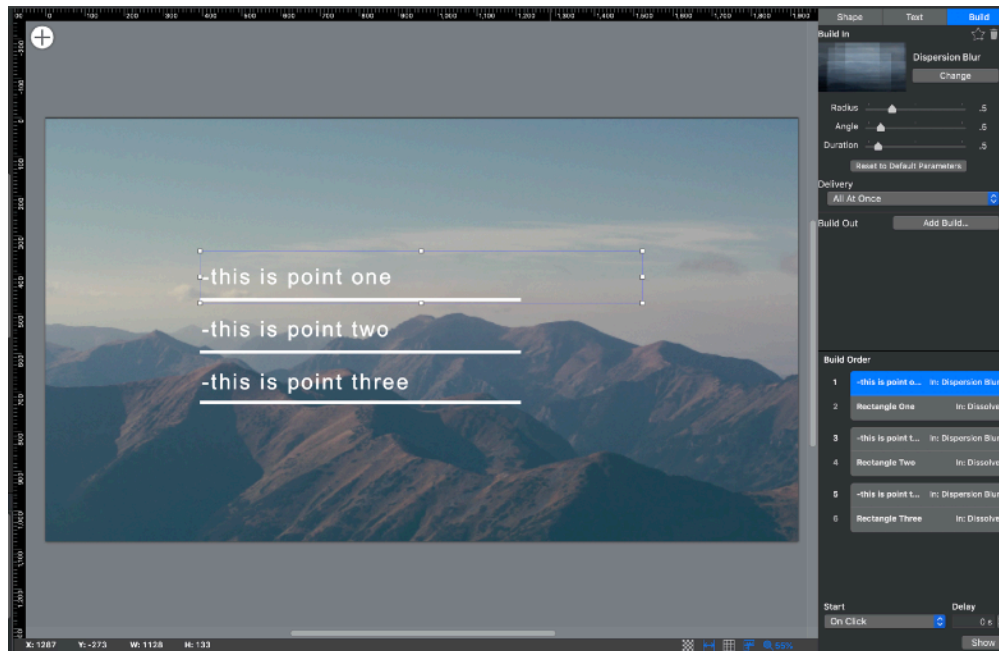 Shape Text Build
Build In
Dispersion Blur
Change
Radius .5
Angle .5
Duration .5
Reset to Default Parameters
Delivery
All At Once
Build Out Add Build...
-this is point one
-this is point two
-this is point three
Build Order
1 -this is point o... In: Dispersion Blur
2 Rectangle One In: Dissolve
3 -this is point t... In: Dispersion Blur
4 Rectangle Two In: Dissolve
5 -this is point t... In: Dispersion Blur
6 Rectangle Three In: Dissolve
Start Delay
On Click 0 s
Show
X: 1287 Y: -273 W: 1128 H: 133 55%